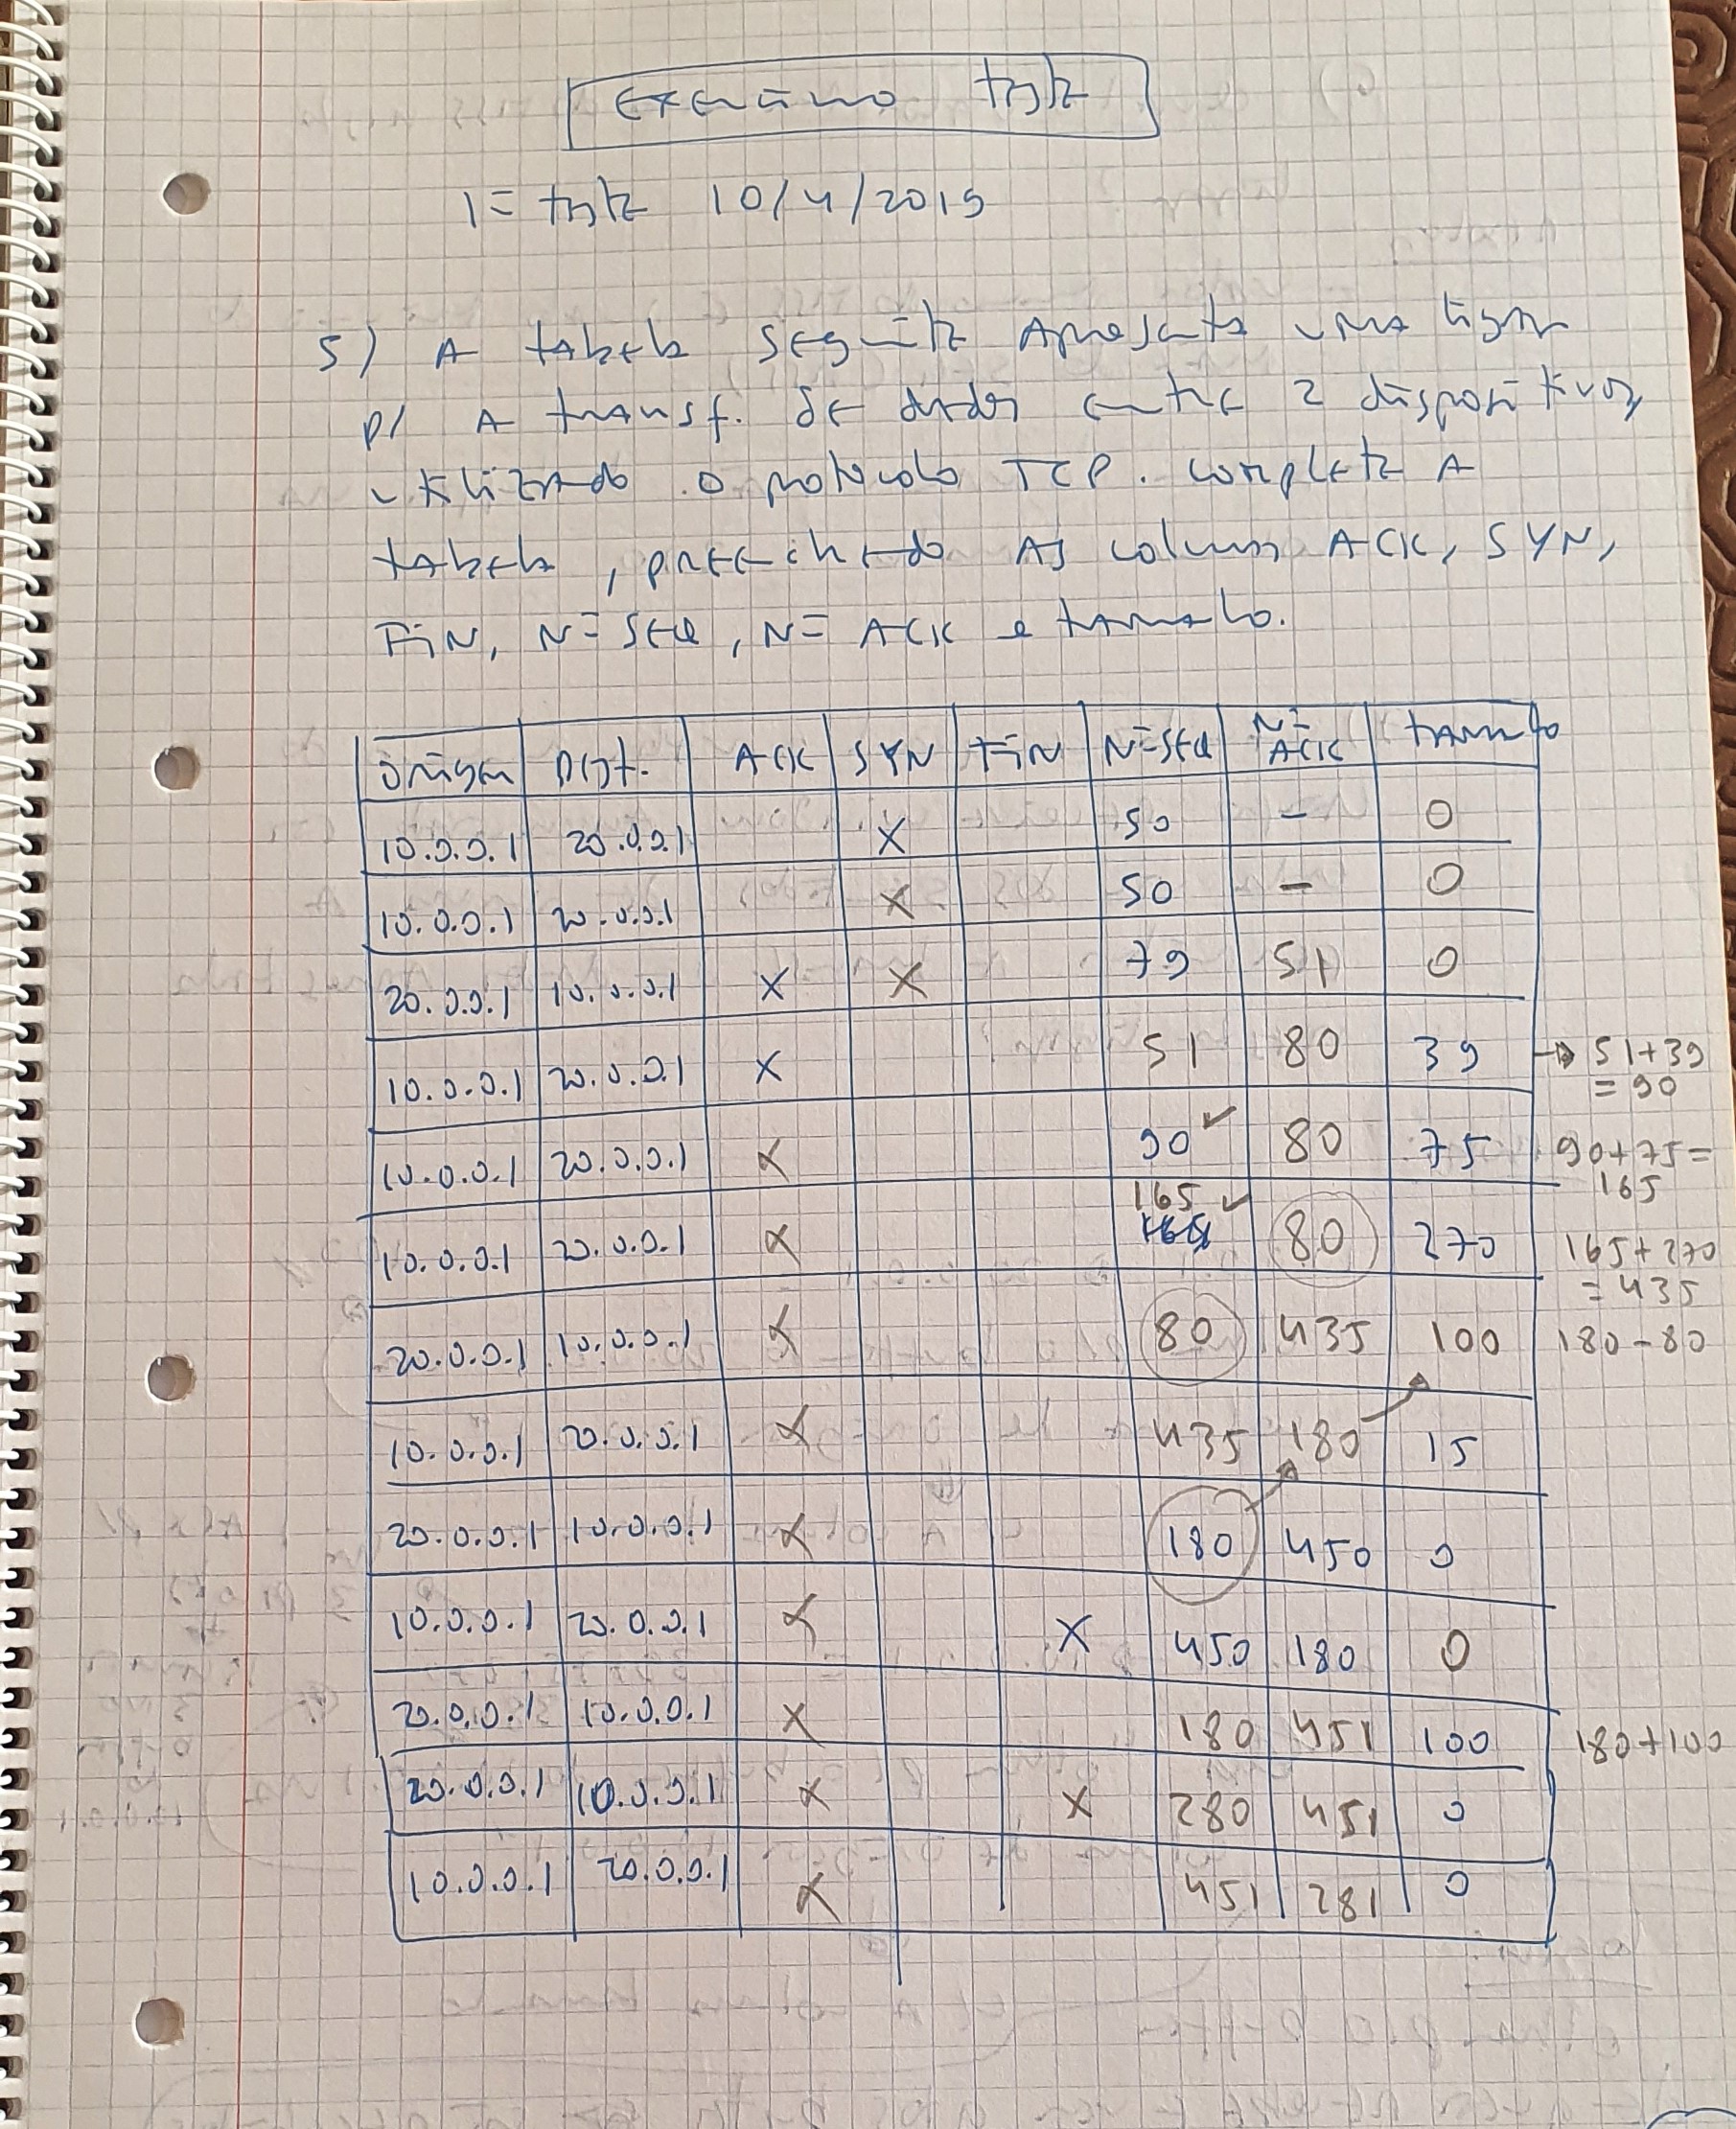 exercício teste
1º teste 10/4/2019
5) A tabela seguinte apresenta uma ligação
p/ A transf. de dados entre 2 dispositivos,
utilizando o protocolo TCP. Complete A
tabela, preenchendo As colunas ACK, SYN,
FiN, Nº SEQ, Nº ACK e tamanho.
origem Dest. ACK SYN FiN Nº SEQ Nº ACK tamanho
10.0.0.1 20.0.0.1 X 50 - 0
10.0.0.1 20.0.0.1 X 50 - 0
20.0.0.1 10.0.0.1 X X 79 51 0
10.0.0.1 20.0.0.1 X 51 80 39 → 51+39 = 90
10.0.0.1 20.0.0.1 X 90 ✓ 80 75 90+75 = 165
10.0.0.1 20.0.0.1 X 165 ✓ 80 270 165+270 = 435
20.0.0.1 10.0.0.1 X 80 435 100 180-80
10.0.0.1 20.0.0.1 X 435 180 15
20.0.0.1 10.0.0.1 X 180 450 0
10.0.0.1 20.0.0.1 X X 450 180 0
20.0.0.1 10.0.0.1 X 180 451 100 180+100
20.0.0.1 10.0.0.1 X X 280 451 0
10.0.0.1 20.0.0.1 X 451 281 0